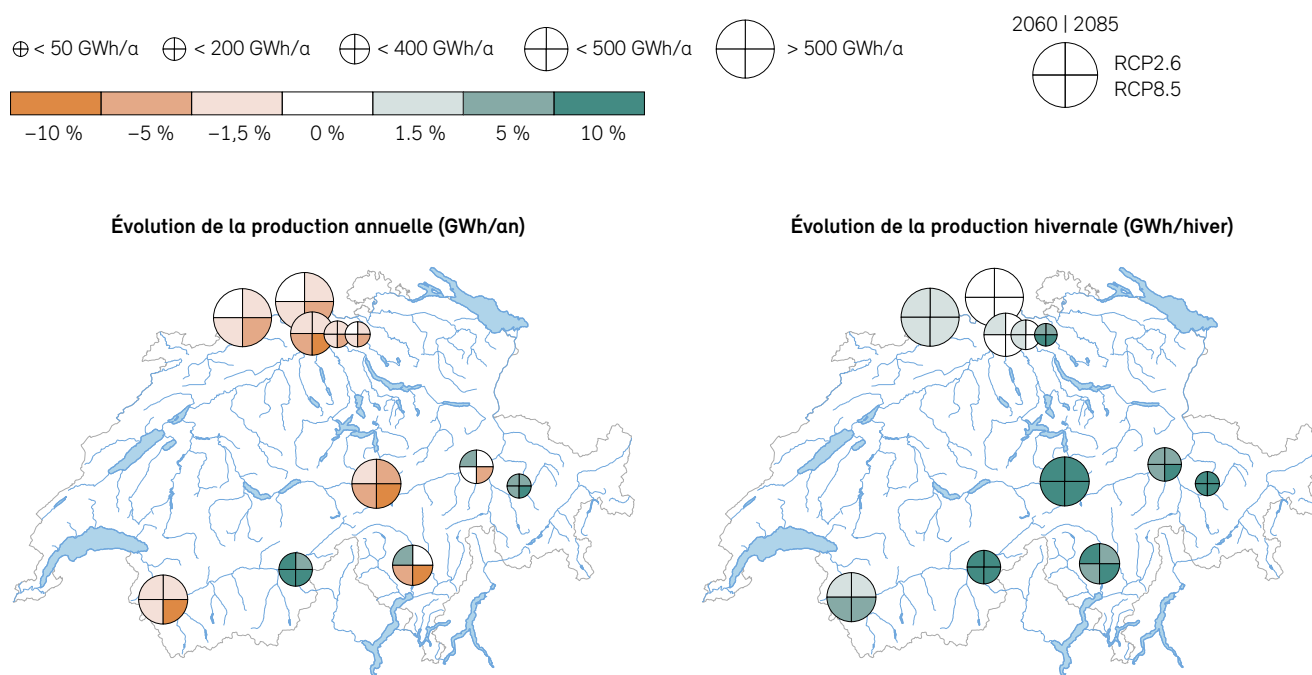 < 50 GWh/a < 200 GWh/a < 400 GWh/a < 500 GWh/a > 500 GWh/a
2060 | 2085
RCP2.6
RCP8.5
−10 % −5 % −1,5 % 0 % 1.5 % 5 % 10 %
Évolution de la production annuelle (GWh/an)
Évolution de la production hivernale (GWh/hiver)